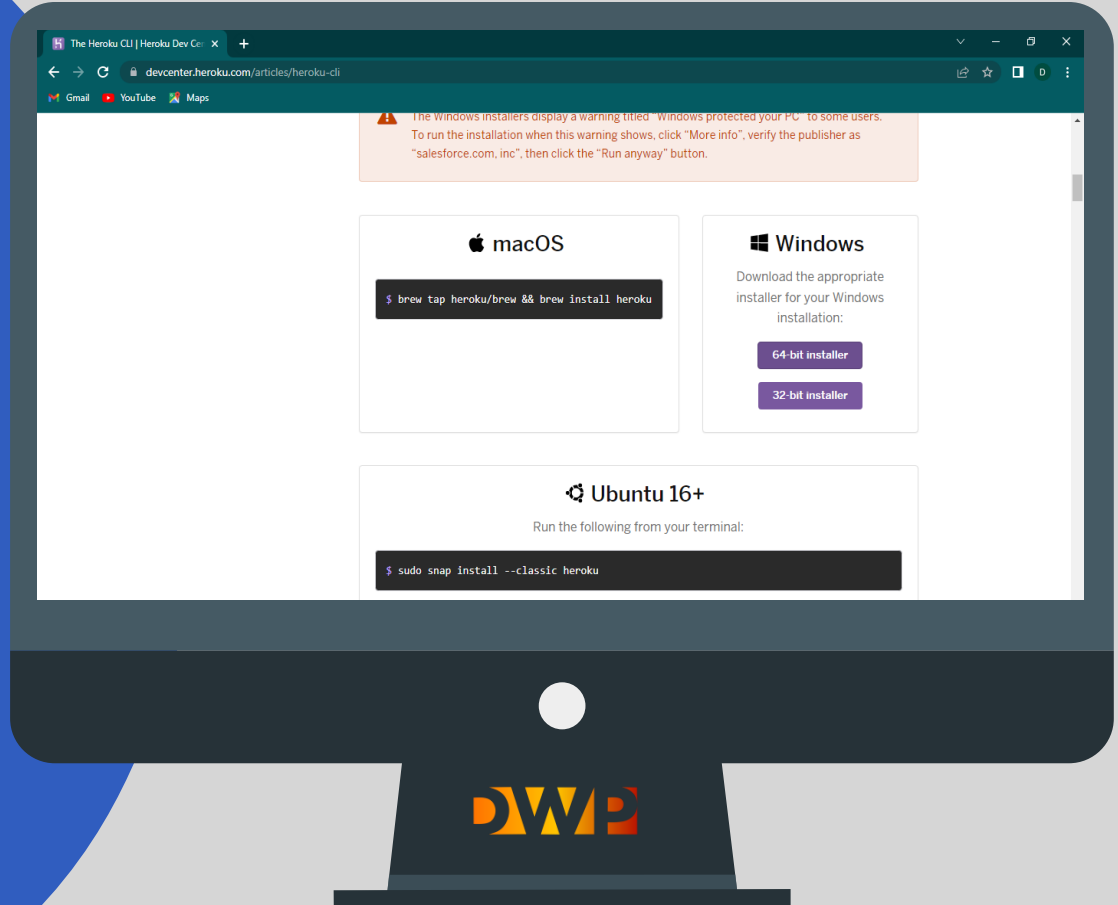 The Heroku CLI | Heroku Dev Cen
devcenter.heroku.com/articles/heroku-cli
D
Gmail YouTube Maps
The Windows installers display a warning titled "Windows protected your PC" to some users.
To run the installation when this warning shows, click "More info", verify the publisher as
"salesforce.com, inc", then click the "Run anyway" button.
macOS
$ brew tap heroku/brew && brew install heroku
Windows
Download the appropriate
installer for your Windows
installation:
64-bit installer
32-bit installer
Ubuntu 16+
Run the following from your terminal:
$ sudo snap install --classic heroku
DWP